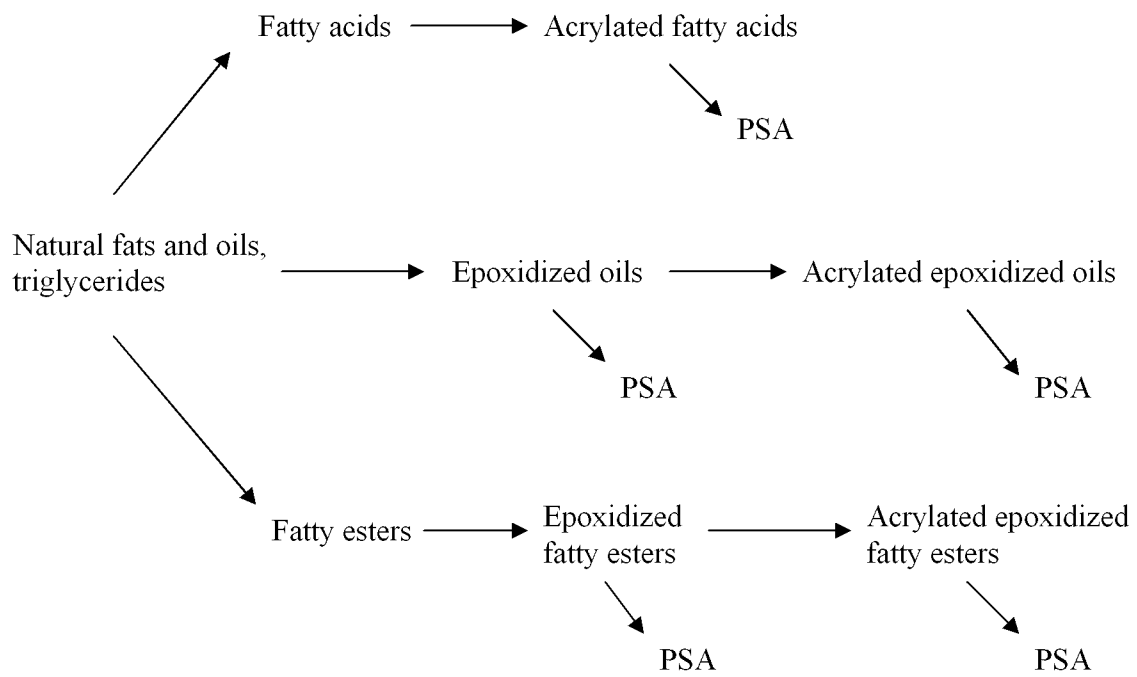 Fatty acids
Acrylated fatty acids
PSA
Natural fats and oils,
triglycerides
Epoxidized oils
Acrylated epoxidized oils
PSA
PSA
Fatty esters
Epoxidized
fatty esters
Acrylated epoxidized
fatty esters
PSA
PSA